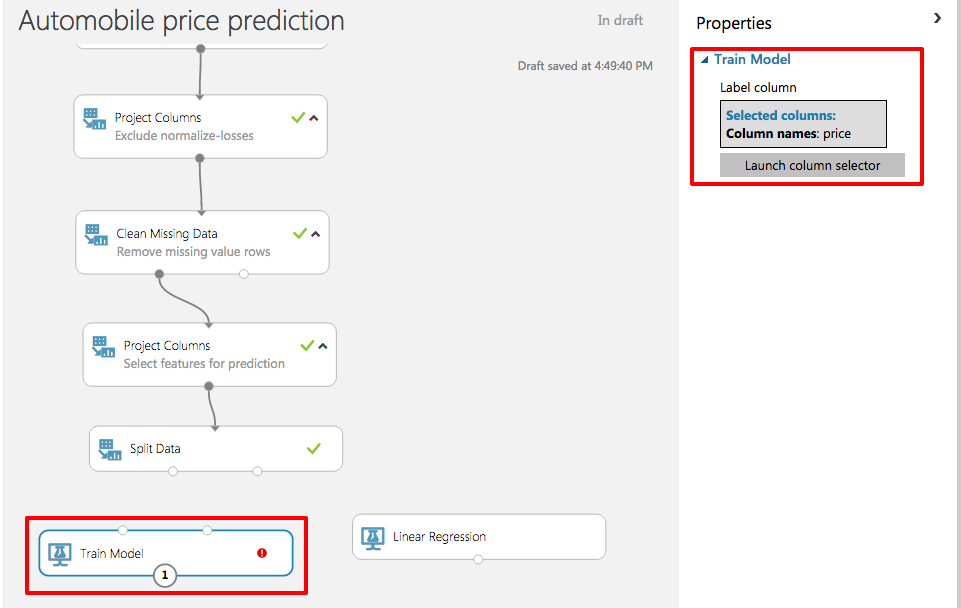 Automobile price prediction
In draft
Draft saved at 4:49:40 PM
Project Columns
Exclude normalize-losses
Clean Missing Data
Remove missing value rows
Project Columns
Select features for prediction
Split Data
Train Model
1
Linear Regression
Properties
Train Model
Label column
Selected columns:
Column names: price
Launch column selector